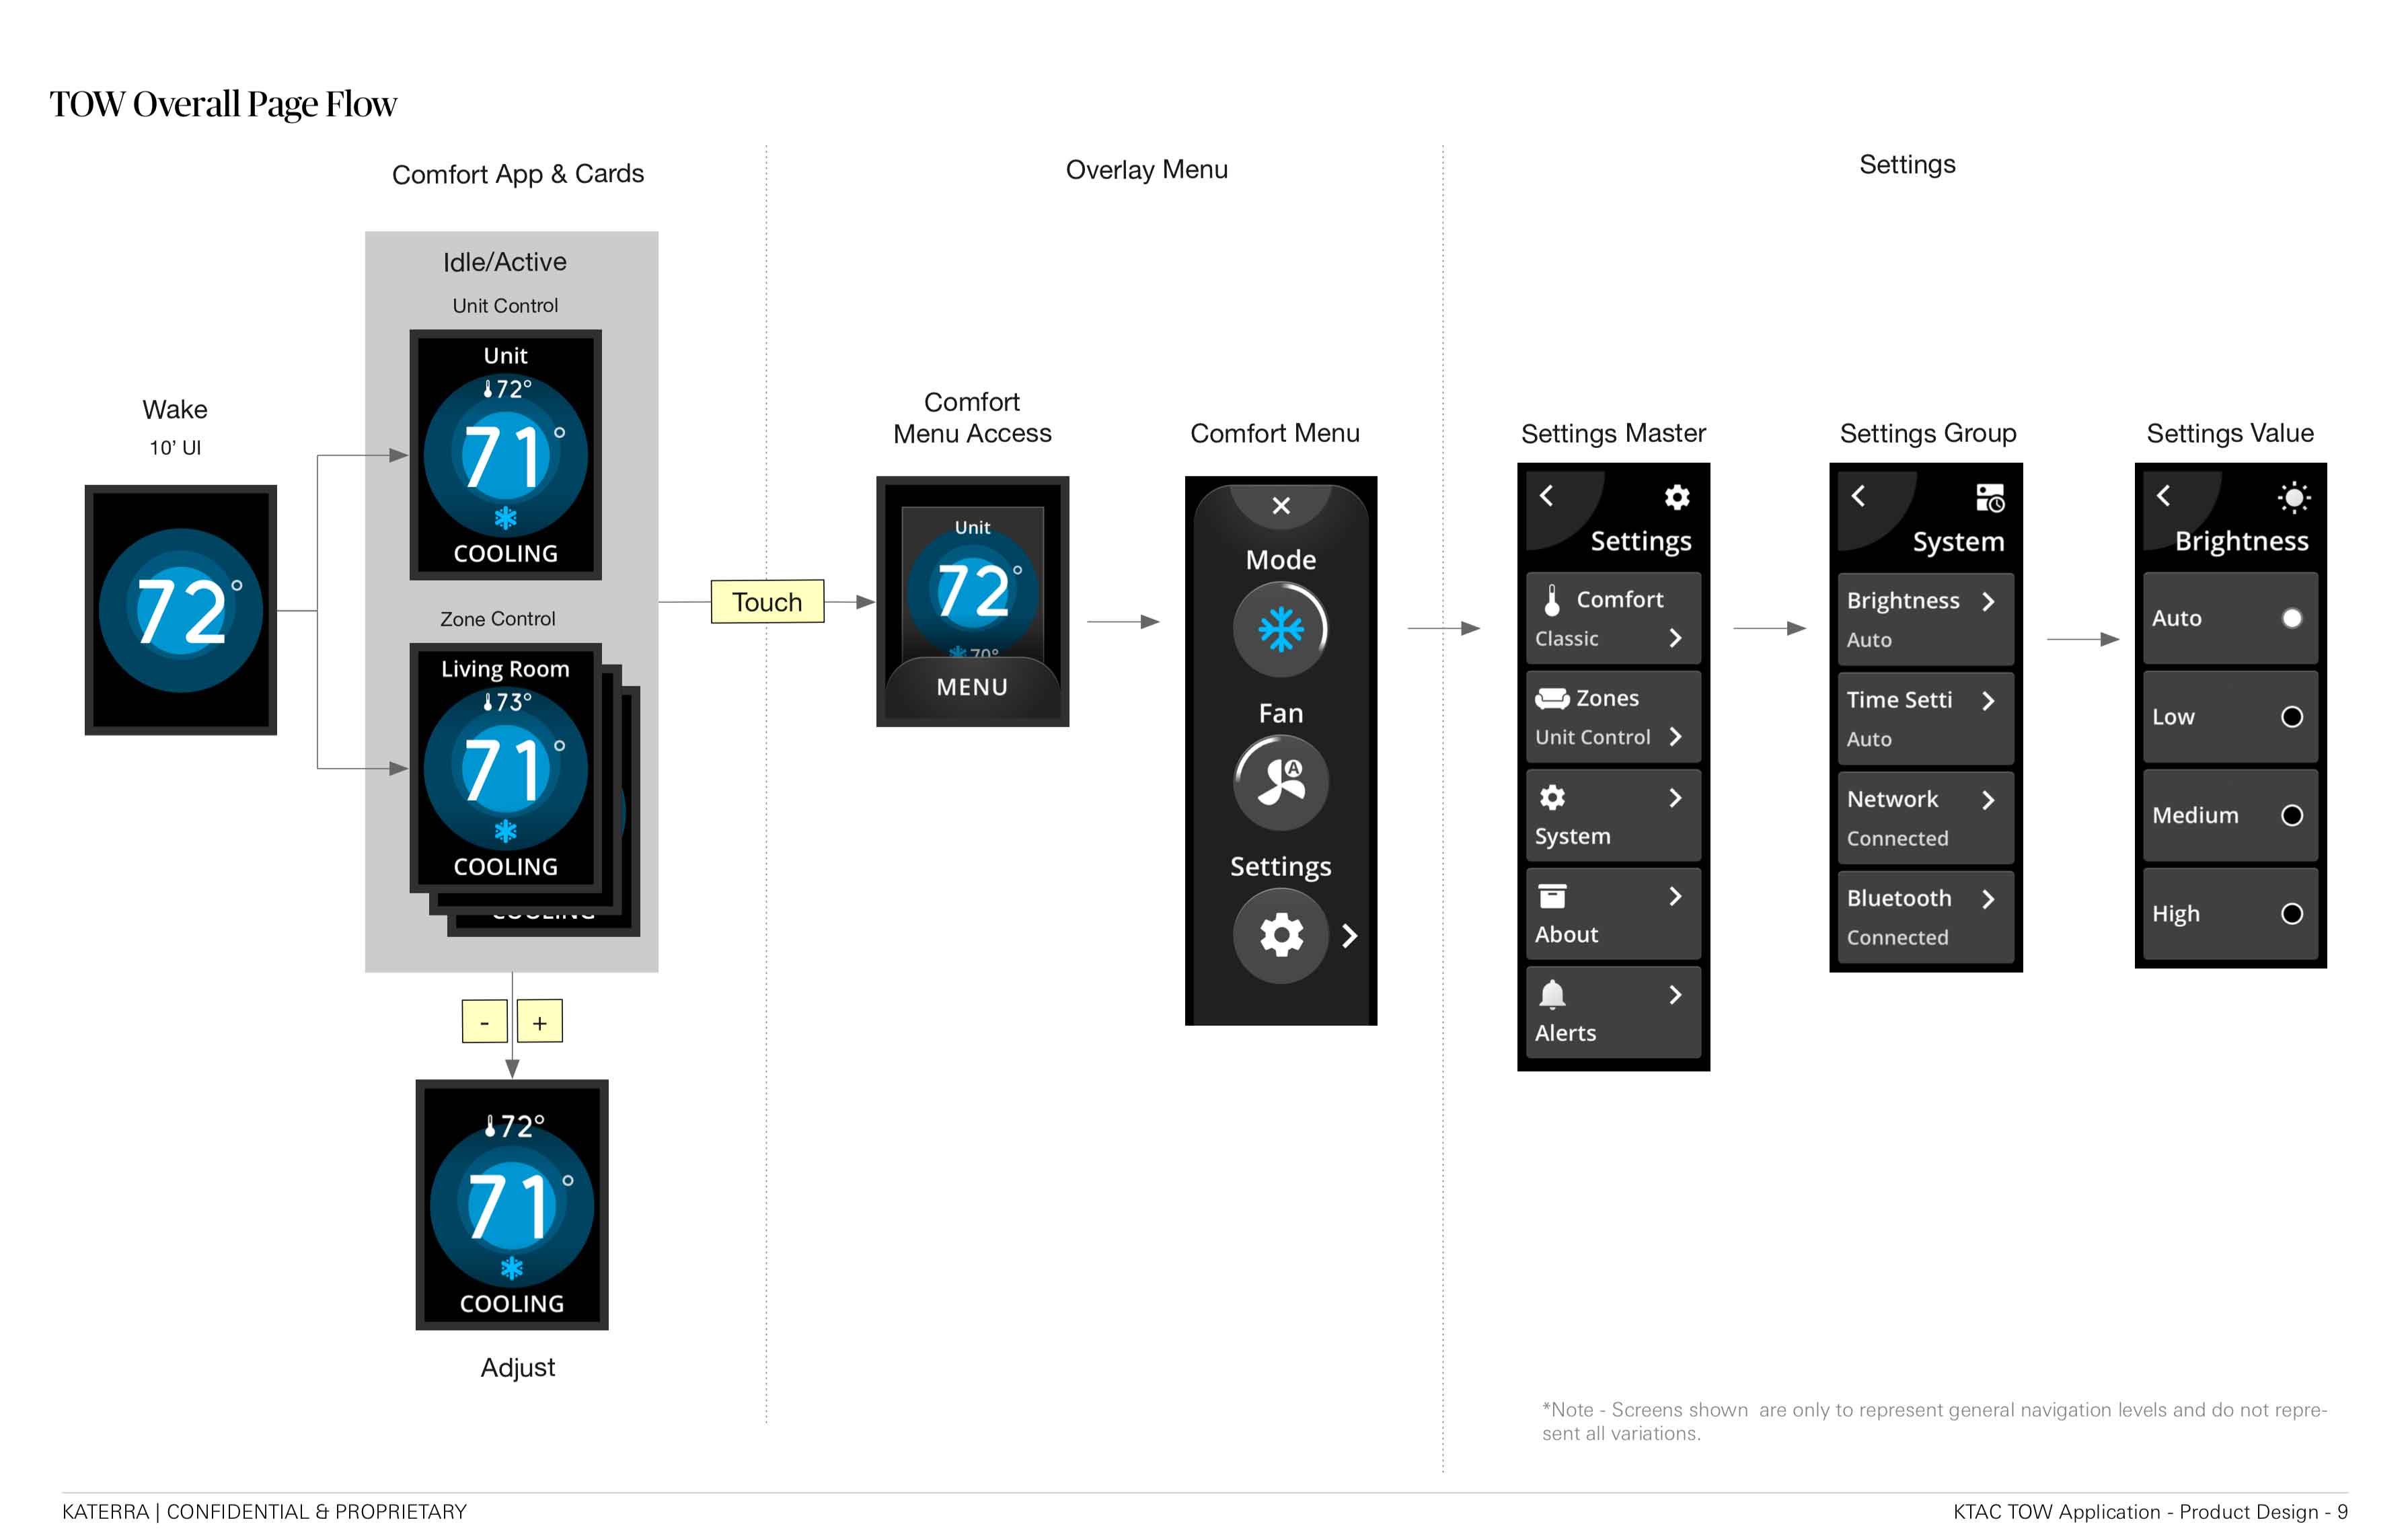 TOW Overall Page Flow
Comfort App & Cards
Overlay Menu
Settings
Wake
10' UI
72°
Idle/Active
Unit Control
Unit
72°
71°
COOLING
Zone Control
Living Room
73°
71°
COOLING
COOLING
- +
72°
71°
COOLING
Adjust
Touch
Comfort
Menu Access
Unit
72°
70°
MENU
Comfort Menu
Mode
Fan
A
Settings
Settings Master
Settings
Comfort
Classic
Zones
Unit Control
System
About
Alerts
Settings Group
System
Brightness
Auto
Time Setti
Auto
Network
Connected
Bluetooth
Connected
Settings Value
Brightness
Auto
Low
Medium
High
*Note - Screens shown  are only to represent general navigation levels and do not repre-
sent all variations.
KATERRA | CONFIDENTIAL & PROPRIETARY
KTAC TOW Application - Product Design - 9